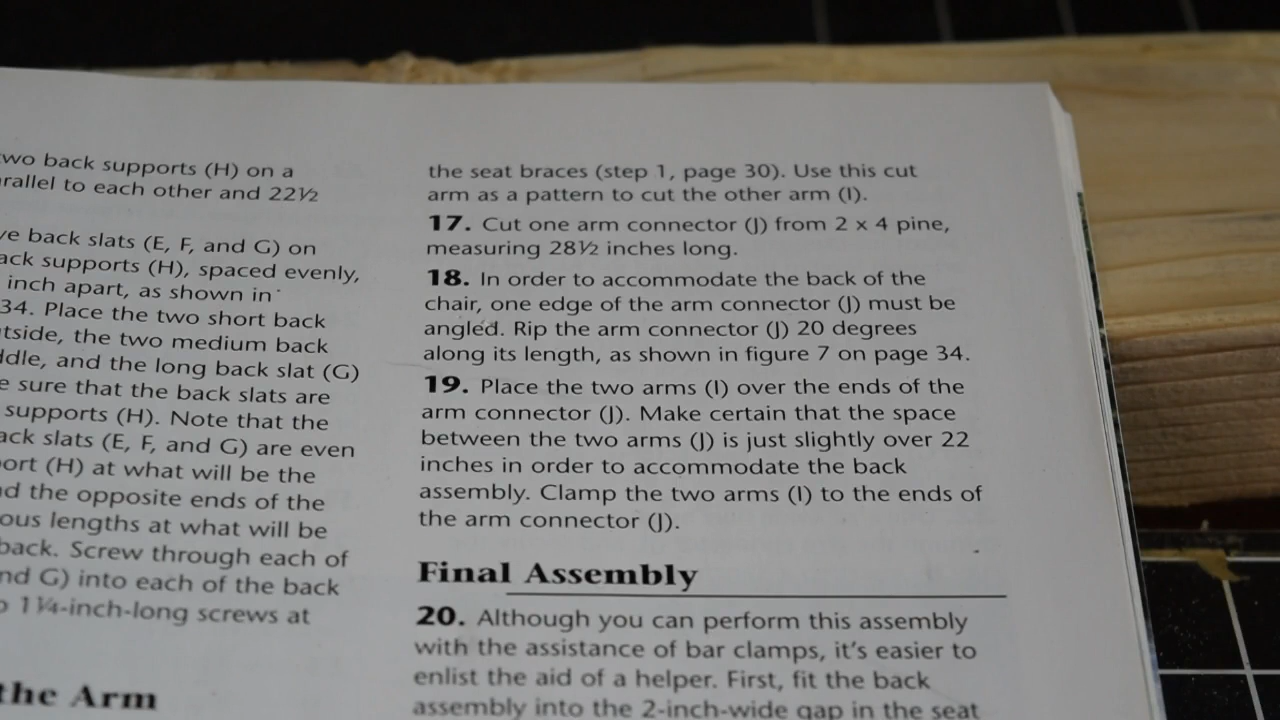 two back supports (H) on a
parallel to each other and 22½
back slats (E, F, and G) on
back supports (H), spaced evenly,
inch apart, as shown in
34. Place the two short back
the two medium back
and the long back slat (G)
sure that the back slats are
supports (H). Note that the
back slats (E, F, and G) are even
(H) at what will be the
the opposite ends of the
lengths at what will be
back. Screw through each of
G) into each of the back
1¼-inch-long screws at
the Arm
the seat braces (step 1, page 30). Use this cut
arm as a pattern to cut the other arm (I).
17. Cut one arm connector (J) from 2 x 4 pine,
measuring 28½ inches long.
18. In order to accommodate the back of the
chair, one edge of the arm connector (J) must be
angled. Rip the arm connector (J) 20 degrees
along its length, as shown in figure 7 on page 34.
19. Place the two arms (I) over the ends of the
arm connector (J). Make certain that the space
between the two arms (J) is just slightly over 22
inches in order to accommodate the back
assembly. Clamp the two arms (I) to the ends of
the arm connector (J).
Final Assembly
20. Although you can perform this assembly
with the assistance of bar clamps, it's easier to
enlist the aid of a helper. First, fit the back
assembly into the 2-inch-wide gap in the seat